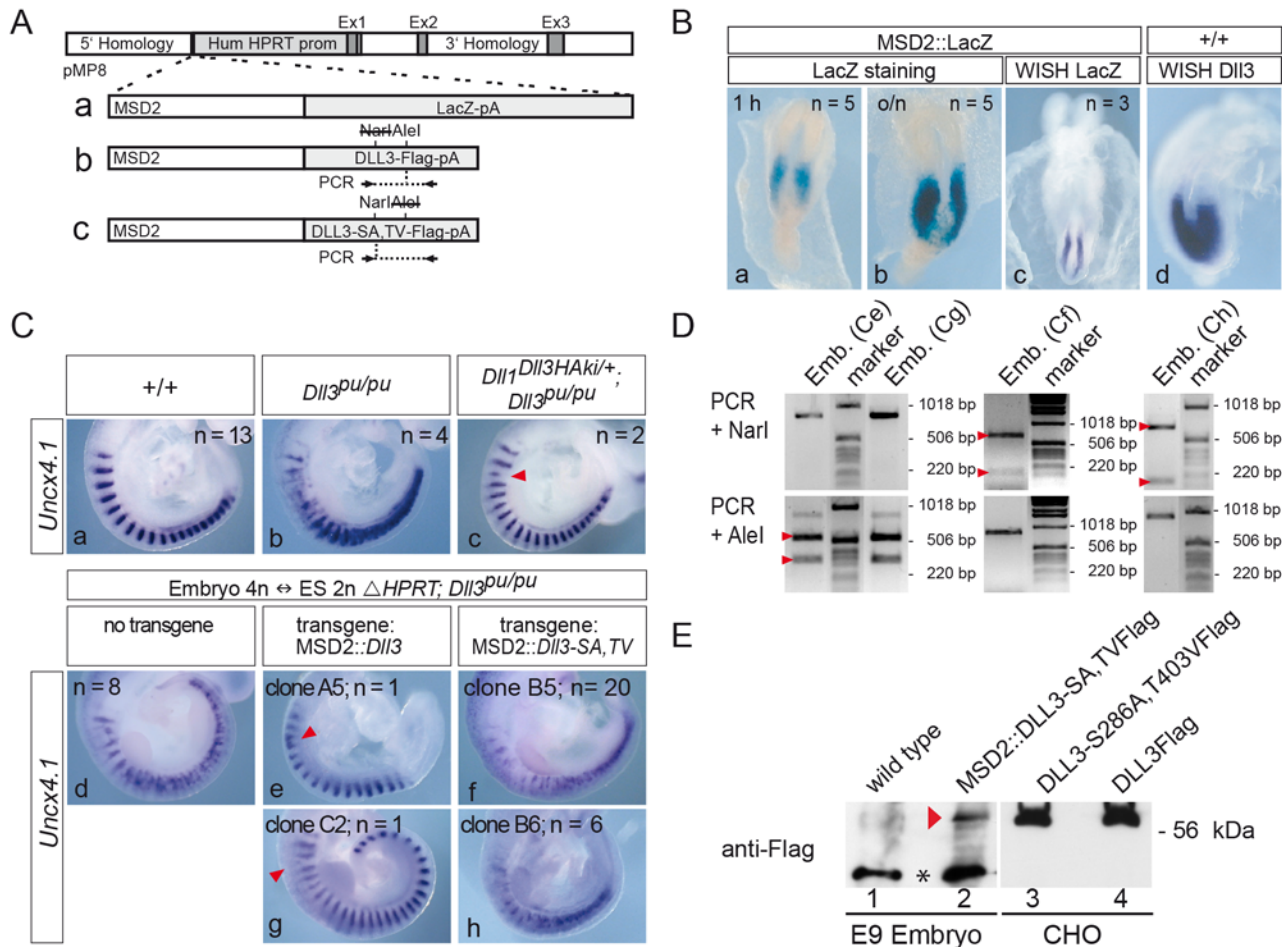 A
5' Homology
Hum HPRT prom
Ex1
Ex2
3' Homology
Ex3
pMP8
a
MSD2
LacZ-pA
NarI AleI
b
MSD2
DLL3-Flag-pA
PCR
NarI AleI
c
MSD2
DLL3-SA,TV-Flag-pA
PCR
B
MSD2::LacZ
+/+
LacZ staining
WISH LacZ
WISH Dll3
1 h
n = 5
o/n
n = 5
n = 3
a
b
c
d
C
+/+
Dll3pu/pu
Dll1Dll3HAki/+;
Dll3pu/pu
Uncx4.1
n = 13
n = 4
n = 2
a
b
c
Embryo 4n ↔ ES 2n △HPRT; Dll3pu/pu
no transgene
transgene:
MSD2::Dll3
transgene:
MSD2::Dll3-SA,TV
Uncx4.1
n = 8
clone A5; n = 1
clone B5; n = 20
d
e
f
clone C2; n = 1
clone B6; n = 6
g
h
D
Emb. (Ce)
marker
Emb. (Cg)
Emb. (Cf)
marker
Emb. (Ch)
marker
PCR
+ NarI
- 1018 bp
- 506 bp
- 220 bp
- 1018 bp
- 506 bp
- 220 bp
- 1018 bp
- 506 bp
- 220 bp
PCR
+ AleI
- 1018 bp
- 506 bp
- 220 bp
- 1018 bp
- 506 bp
- 220 bp
- 1018 bp
- 506 bp
- 220 bp
E
wild type
MSD2::DLL3-SA,TVFlag
DLL3-S286A,T403VFlag
DLL3Flag
anti-Flag
- 56 kDa
*
1
2
3
4
E9 Embryo
CHO